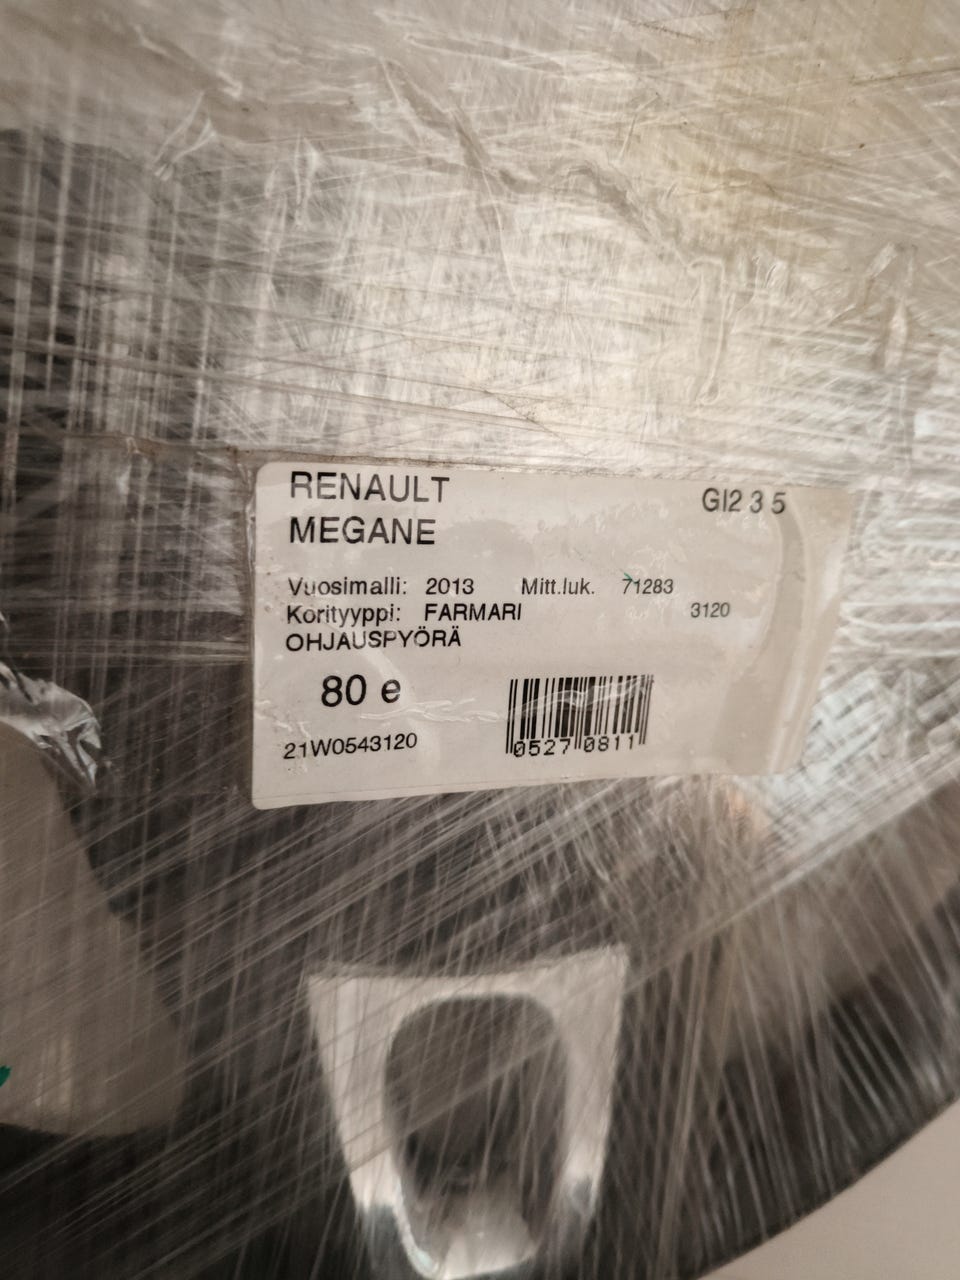 RENAULT GI2 3 5
MEGANE
Vuosimalli: 2013 Mitt.luk. 71283
Korityyppi: FARMARI 3120
OHJAUSPYÖRÄ
80 e
21W0543120
0527 0811